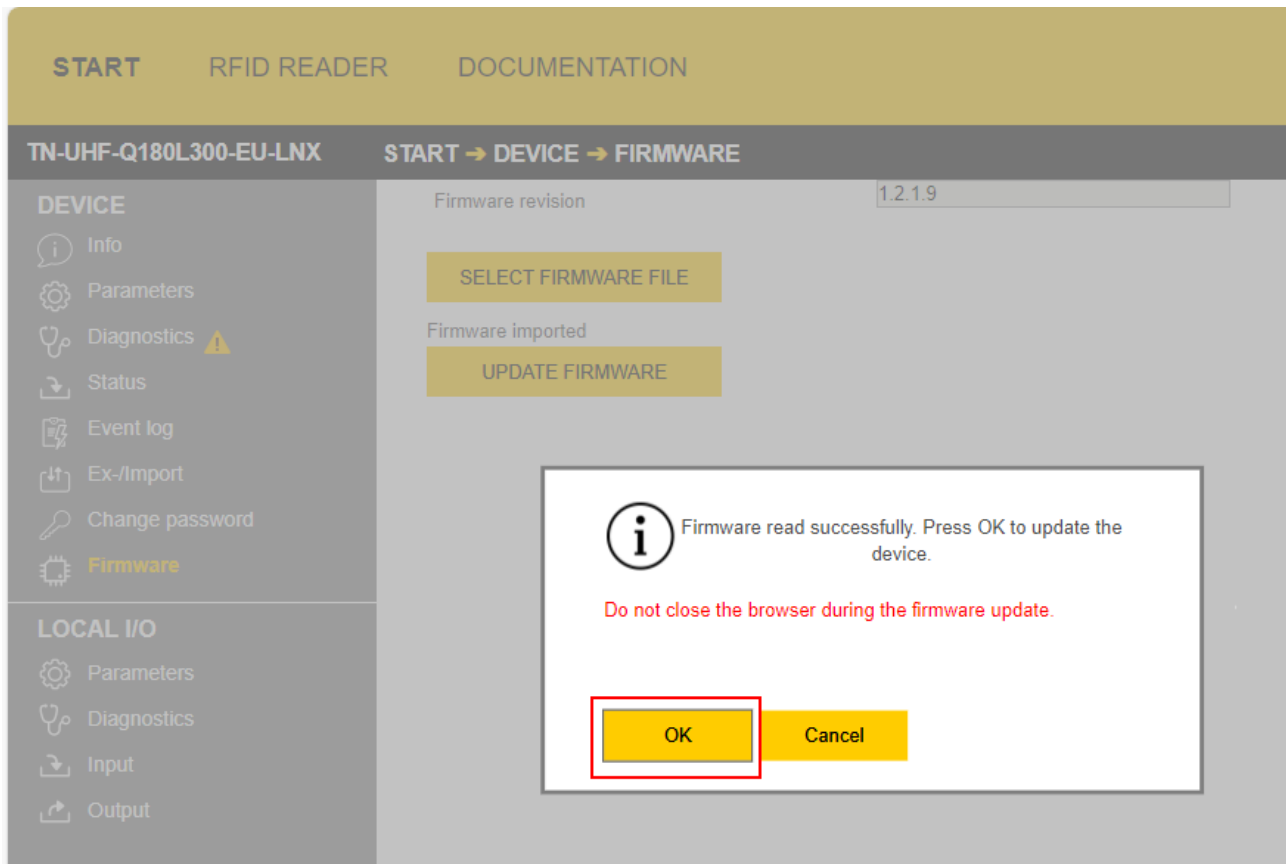 START RFID READER DOCUMENTATION
TN-UHF-Q180L300-EU-LNX START ➔ DEVICE ➔ FIRMWARE
DEVICE
Info
Parameters
Diagnostics
Status
Event log
Ex-/Import
Change password
Firmware
LOCAL I/O
Parameters
Diagnostics
Input
Output
Firmware revision 1.2.1.9
SELECT FIRMWARE FILE
Firmware imported
UPDATE FIRMWARE
Firmware read successfully. Press OK to update the
device.
Do not close the browser during the firmware update.
OK Cancel